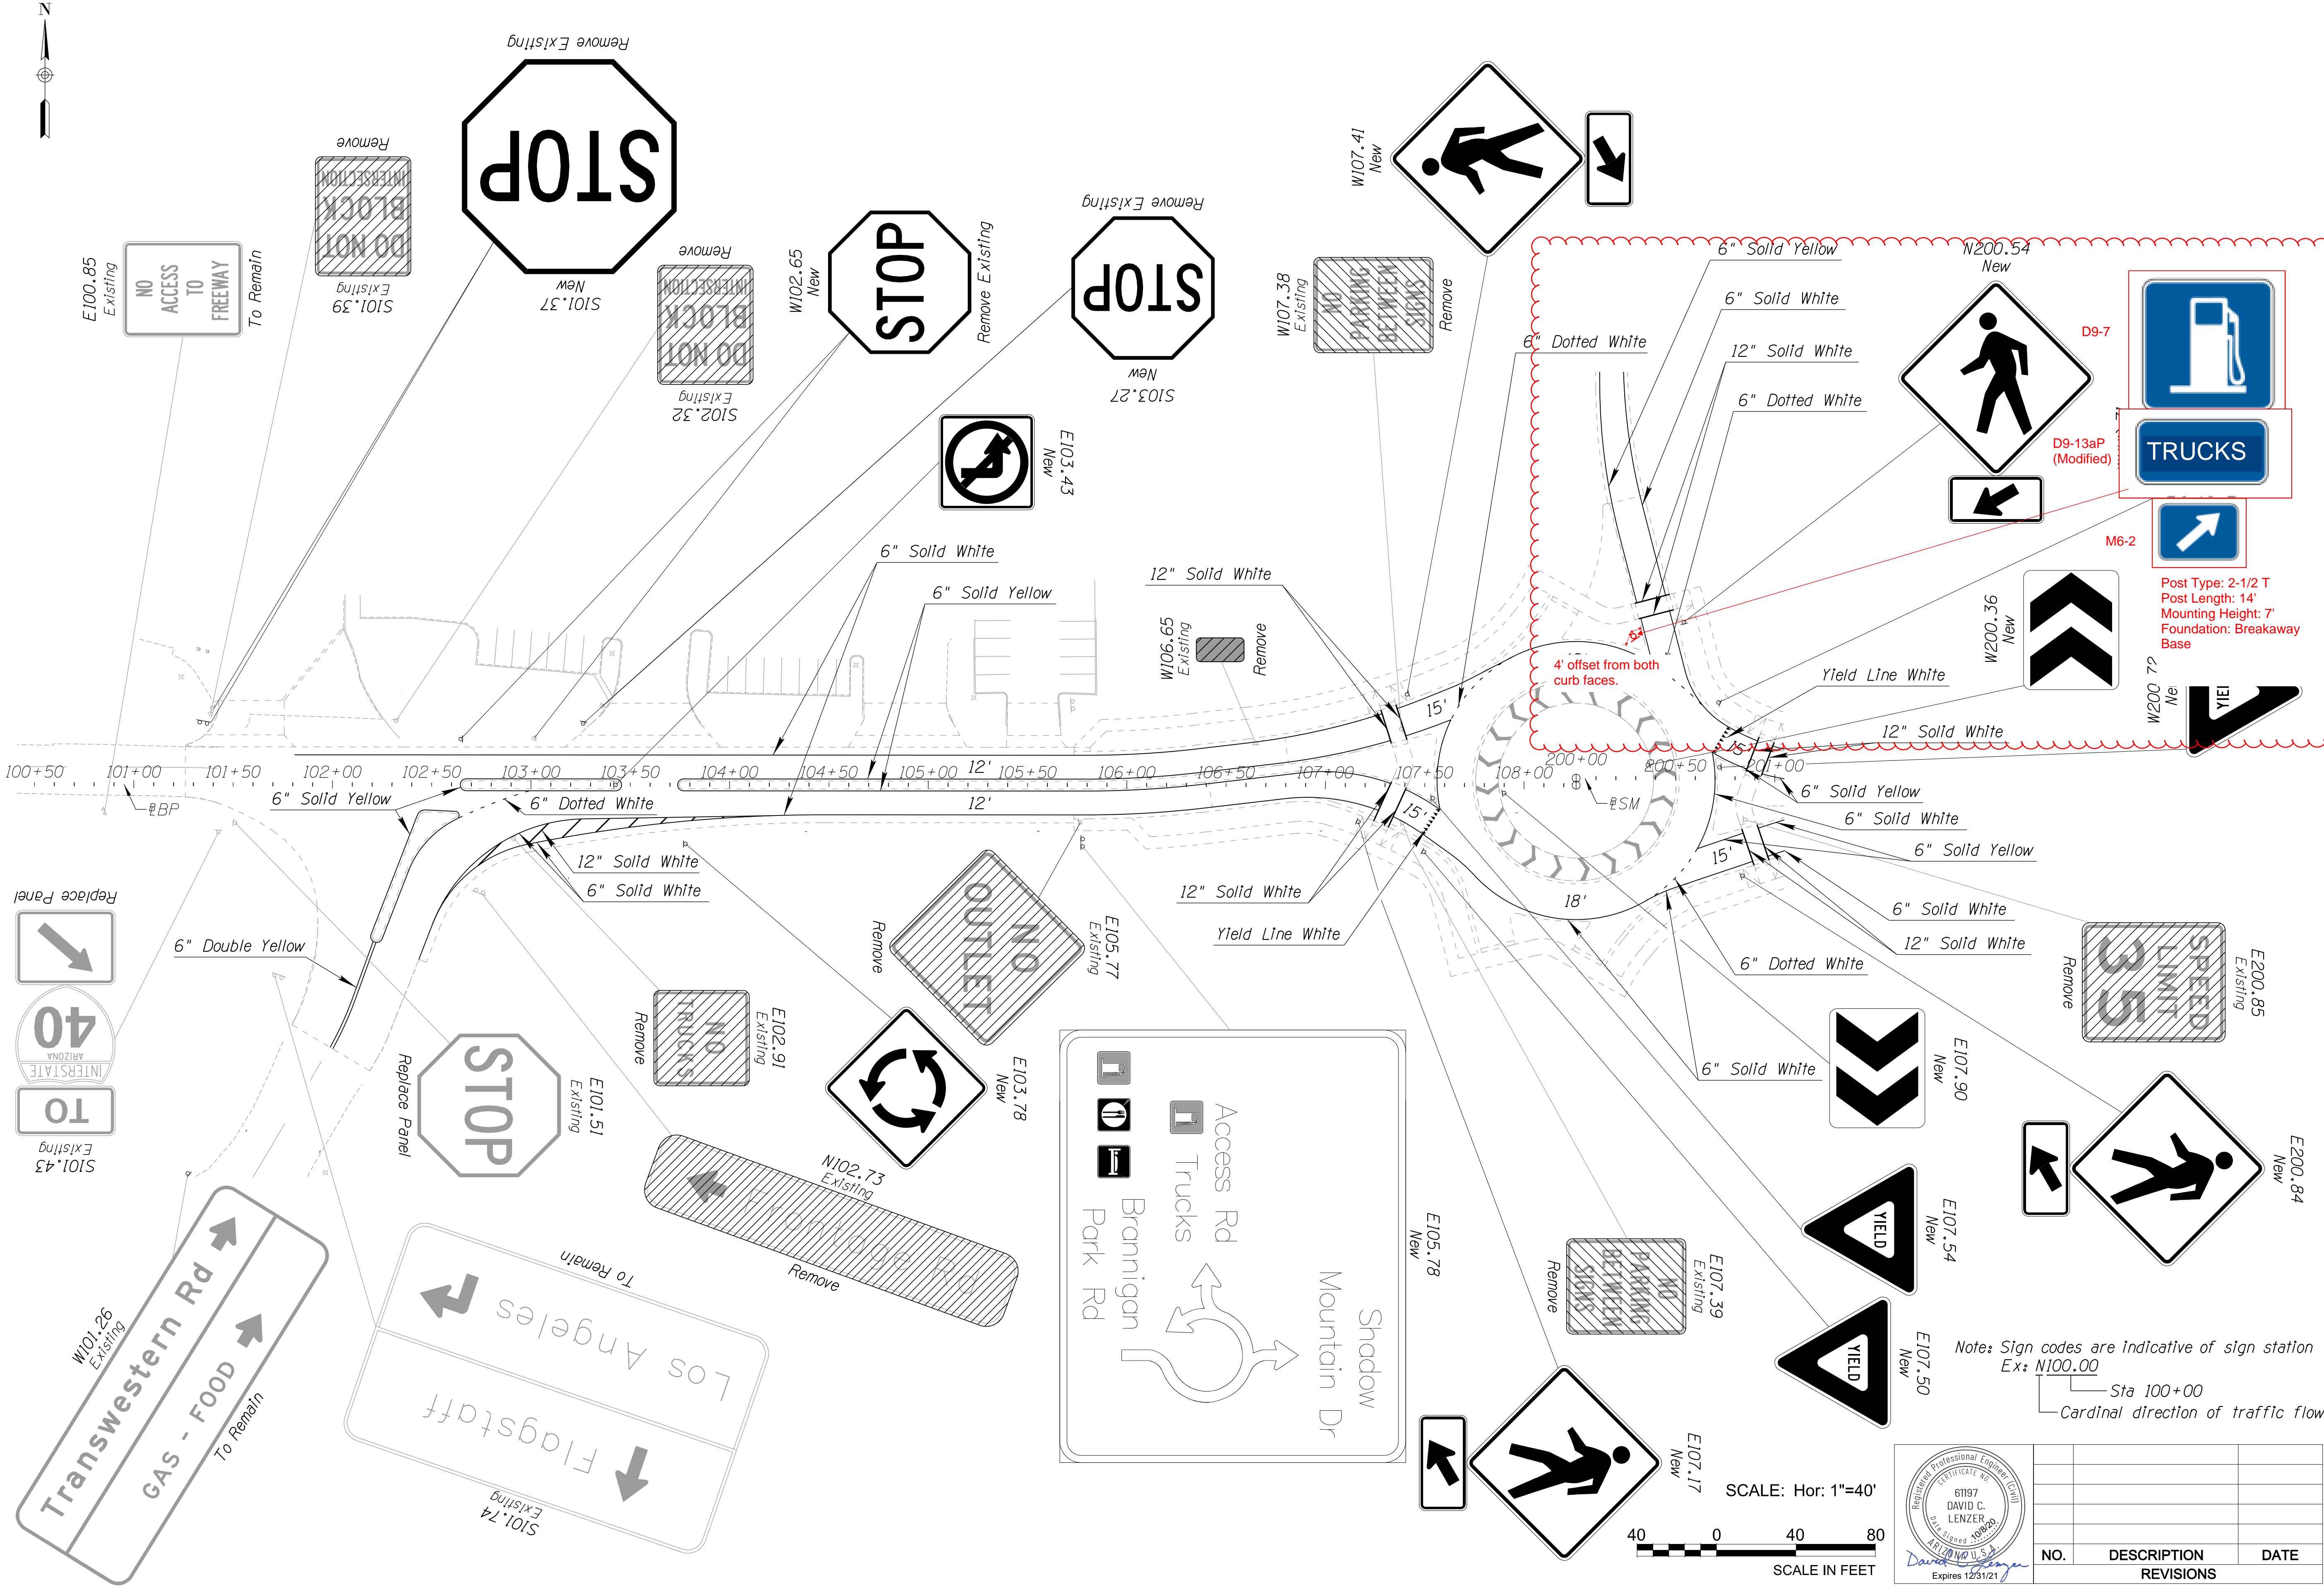 N
Remove Existing
STOP
New
S101.37
Remove
DO NOT
BLOCK
INTERSECTION
Existing
S101.39
E100.85
Existing
NO
ACCESS
TO
FREEWAY
To Remain
Remove
DO NOT
BLOCK
INTERSECTION
Existing
S102.32
W102.65
New
STOP
Remove Existing
Remove Existing
STOP
New
S103.27
E103.43
New
W107.41
New
W107.38
Existing
NO
PARKING
BETWEEN
SIGNS
Remove
6" Solid Yellow
6" Solid White
6" Dotted White
12" Solid White
6" Dotted White
N200.54
New
D9-7
D9-13aP
(Modified)
TRUCKS
M6-2
Post Type: 2-1/2 T
Post Length: 14'
Mounting Height: 7'
Foundation: Breakaway
Base
W200.36
New
YIEL
4' offset from both
curb faces.
Yield Line White
12" Solid White
6" Solid White
6" Solid Yellow
12" Solid White
W106.65
Existing
Remove
15'
15'
12'
12'
100+50
101+00
101+50
102+00
102+50
103+00
103+50
104+00
104+50
105+00
105+50
106+00
106+50
107+00
107+50
108+00
200+00
200+50
201+00
BP
SM
6" Solid Yellow
6" Dotted White
12" Solid White
6" Solid White
6" Double Yellow
15'
12" Solid White
Yield Line White
18'
15'
6" Solid Yellow
6" Solid White
6" Solid Yellow
6" Solid White
12" Solid White
6" Dotted White
6" Solid White
Replace Panel
40
ARIZONA
INTERSTATE
TO
Existing
S101.43
E101.51
Existing
STOP
Replace Panel
E102.91
Existing
NO
TRUCKS
Remove
E103.78
New
E105.77
Existing
NO
OUTLET
Remove
N102.73
Existing
Frontage Rd
Remove
W101.26
Existing
Transwestern Rd
GAS - FOOD
To Remain
To Remain
Los Angeles
Flagstaff
Existing
S101.74
E105.78
New
Shadow
Mountain Dr
Access Rd
Trucks
Brannigan
Park Rd
E107.39
Existing
NO
PARKING
BETWEEN
SIGNS
Remove
E107.17
New
E107.90
New
E107.54
New
YIELD
E107.50
New
YIELD
E200.85
Existing
SPEED
LIMIT
35
Remove
E200.84
New
Note: Sign codes are indicative of sign station
Ex: N100.00
Sta 100+00
Cardinal direction of traffic flow
SCALE: Hor: 1"=40'
40 0 40 80
SCALE IN FEET
Registered Professional Engineer (Civil)
CERTIFICATE NO.
61197
DAVID C.
LENZER
Date Signed 10/8/20
ARIZONA U.S.A.
David C Lenzer
Expires 12/31/21
NO. DESCRIPTION DATE
REVISIONS